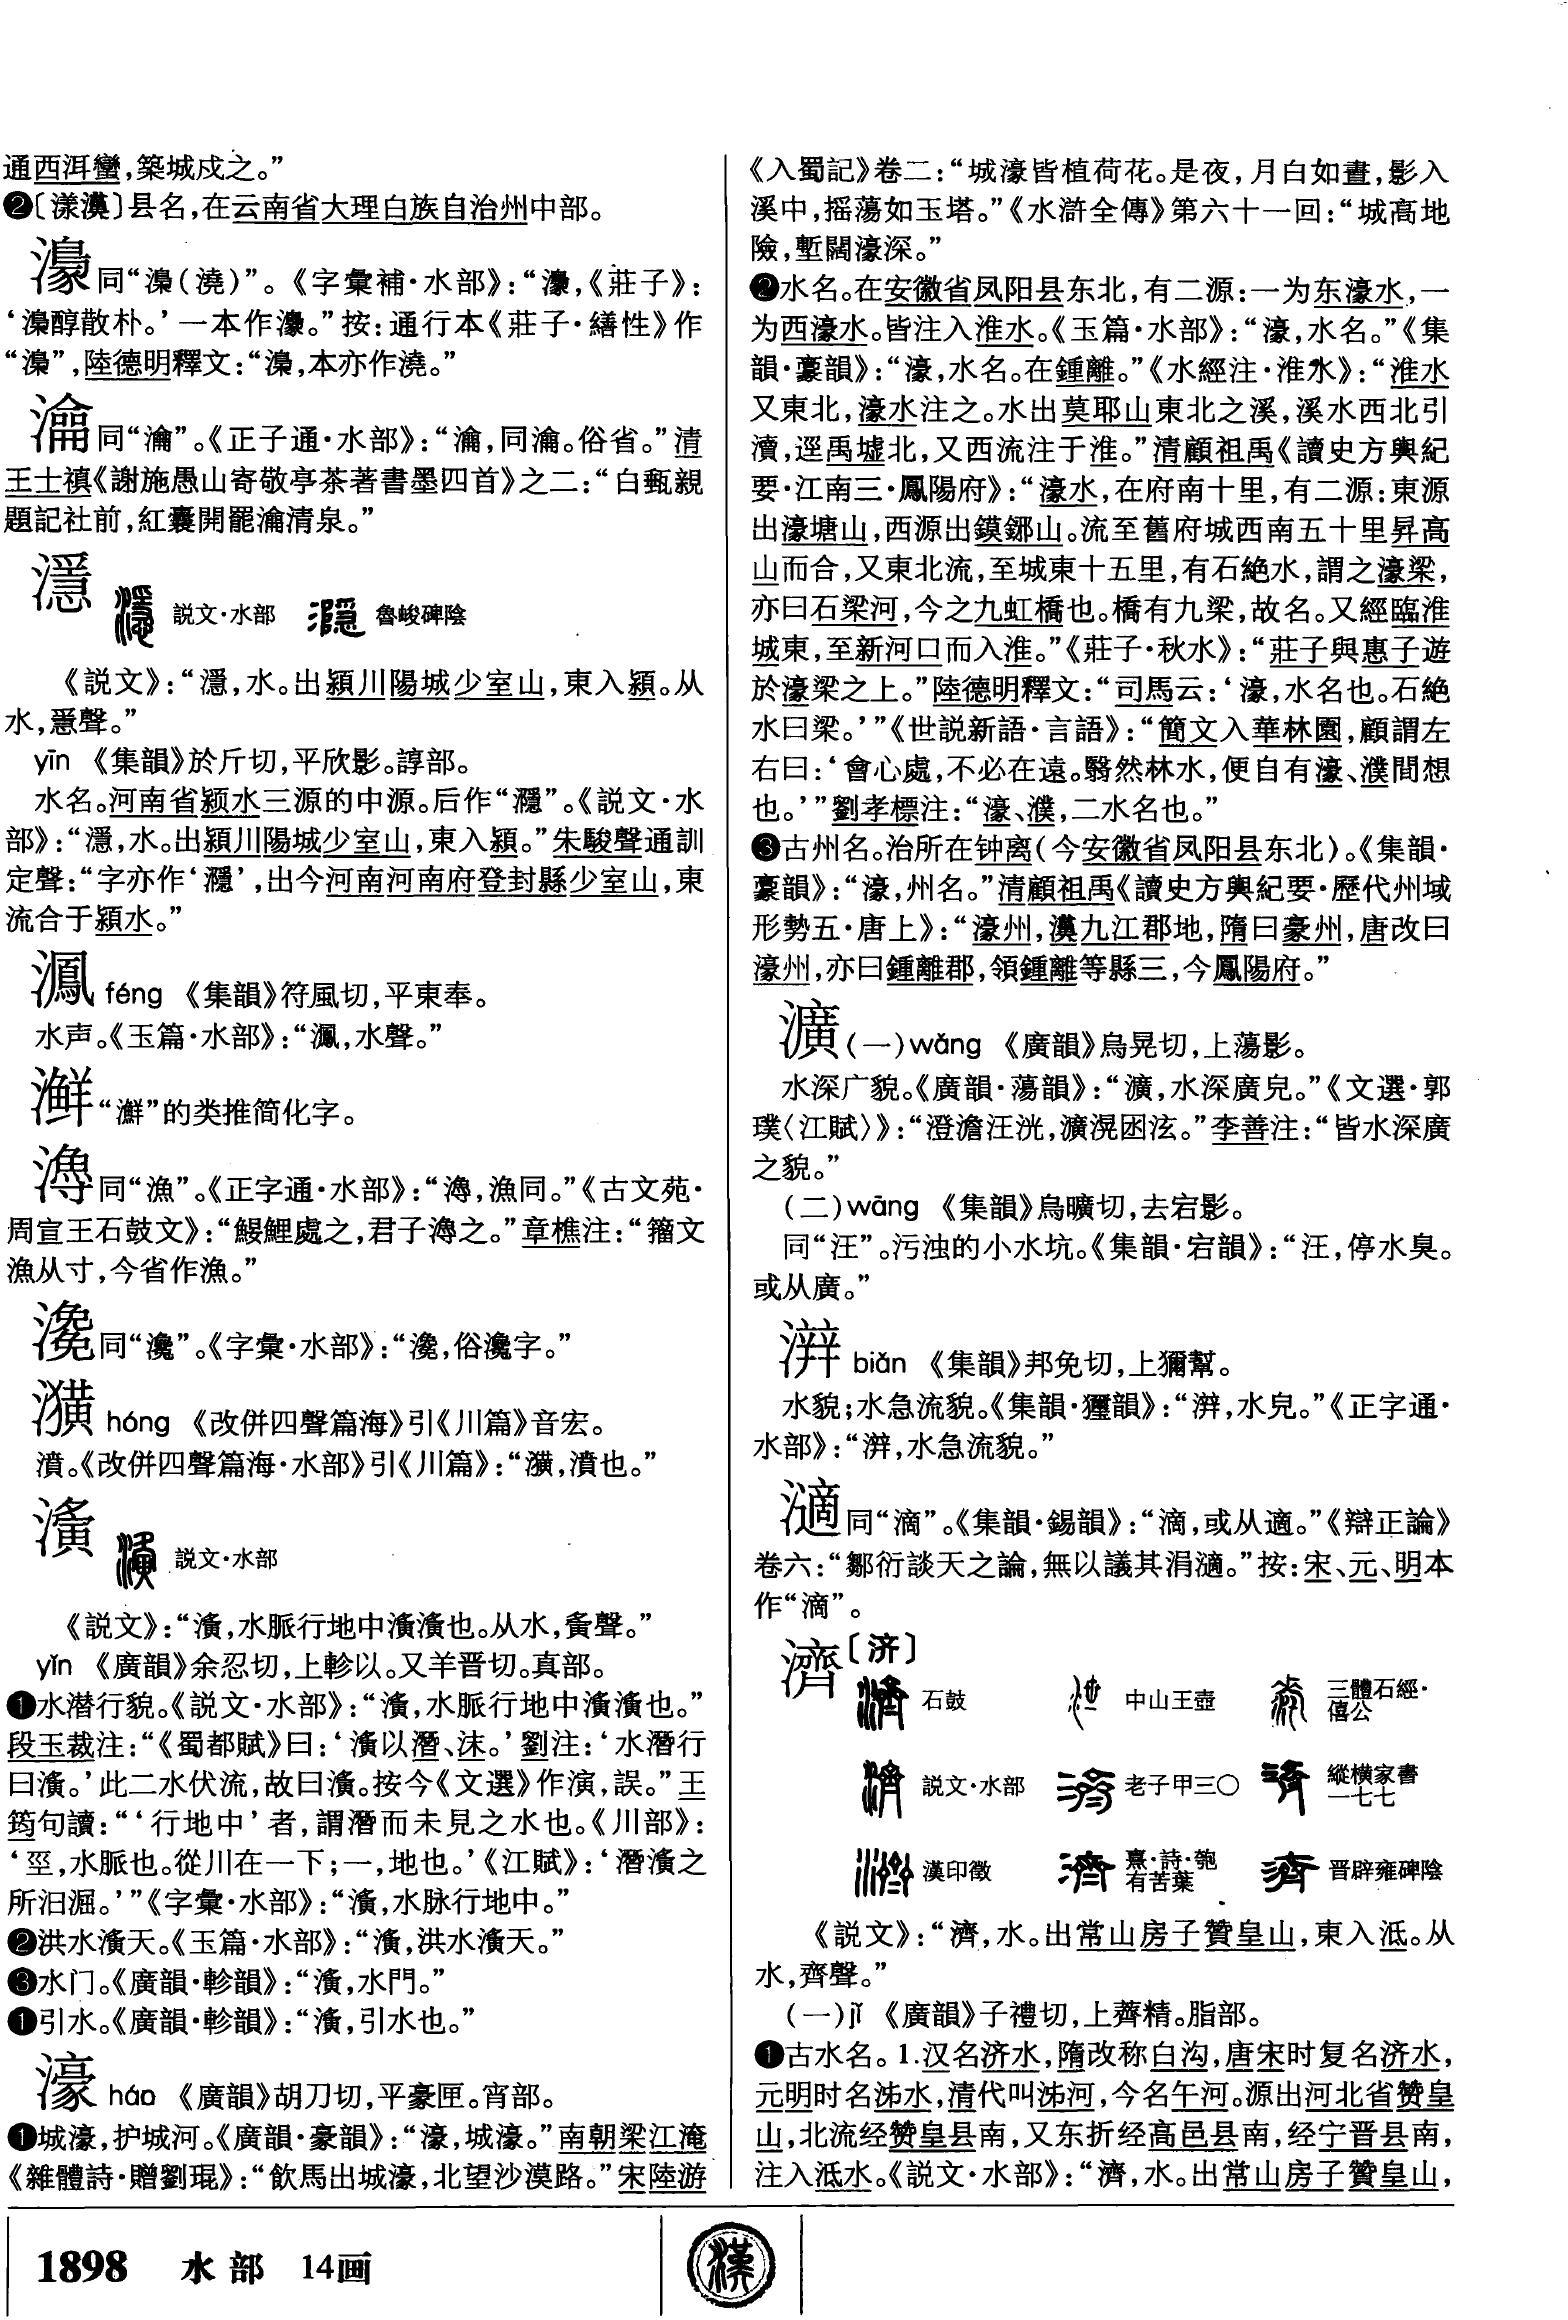 通西洱蠻,築城戍之。”
❷〔漾濞〕县名,在云南省大理白族自治州中部。
同“澆(澆)”。《字彙補·水部》:“
‘醇散朴。’一本作。”按:通行本《莊子·繕性》作
“”,陸德明釋文:“,本亦作澆。”
同“瀹”。《正子通·水部》:“,同瀹。俗省。”清
王士禛《謝施愚山寄敬亭茶著書墨四首》之二:“白甀親
題記社前,紅囊開罷瀹清泉。”
濦 説文·水部 魯峻碑陰
《説文》:“濦,水。出潁川陽城少室山,東入潁。从
水,㥯聲。”
yīn 《集韻》於斤切,平欣影。諄部。
水名。河南省颍水三源的中源。后作“㶏”。《説文·水
部》:“濦,水。出潁川陽城少室山,東入潁。”朱駿聲通訓
定聲:“字亦作‘㶏’,出今河南河南府登封縣少室山,東
流合于潁水。”
㶙 féng 《集韻》符風切,平東奉。
水声。《玉篇·水部》:“,水聲。”
“瀣”的类推简化字。
同“漁”。《正字通·水部》:“,漁同。”《古文苑·
周宣王石鼓文》:“鰋鯉處之,君子之。”章樵注:“籀文
漁从寸,今省作漁。”
同“瀺”。《字彙·水部》:“,俗瀺字。”
hóng 《改併四聲篇海》引《川篇》音宏。
濆。《改併四聲篇海·水部》引《川篇》:“,濆也。”
濥 説文·水部
《説文》:“濥,水脈行地中濥濥也。从水,夤聲。”
yǐn 《廣韻》余忍切,上軫以。又羊晋切。真部。
❶水潜行貌。《説文·水部》:“濥,水脈行地中濥濥也。”
段玉裁注:“《蜀都賦》曰:‘濥以潛、沫。’劉注:‘水潛行
曰濥。’此二水伏流,故曰濥。按今《文選》作演,誤。”王
筠句讀:“‘行地中’者,謂潛而未見之水也。《川部》:
‘巠,水脈也。從川在一下;一,地也。’《江賦》:‘潛濥之
所汩淈。’”《字彙·水部》:“濥,水脉行地中。”
❷洪水濥天。《玉篇·水部》:“濥,洪水濥天。”
❸水门。《廣韻·軫韻》:“濥,水門。”
❶引水。《廣韻·軫韻》:“濥,引水也。”
濠 háo 《廣韻》胡刀切,平豪匣。宵部。
❶城濠,护城河。《廣韻·豪韻》:“濠,城濠。”南朝梁江淹
《雜體詩·贈劉琨》:“飲馬出城濠,北望沙漠路。”宋陸游
《入蜀記》卷二:“城濠皆植荷花。是夜,月白如晝,影入
溪中,摇蕩如玉塔。”《水滸全傳》第六十一回:“城高地
險,塹闊濠深。”
❷水名。在安徽省凤阳县东北,有二源:一为东濠水,一
为西濠水。皆注入淮水。《玉篇·水部》:“濠,水名。”《集
韻·豪韻》:“濠,水名。在鍾離。”《水經注·淮水》:“淮水
又東北,濠水注之。水出莫耶山東北之溪,溪水西北引
瀆,逕禹墟北,又西流注于淮。”清顧祖禹《讀史方輿紀
要·江南三·鳳陽府》:“濠水,在府南十里,有二源:東源
出濠塘山,西源出鏌鋣山。流至舊府城西南五十里昇高
山而合,又東北流,至城東十五里,有石絶水,謂之濠梁,
亦曰石梁河,今之九虹橋也。橋有九梁,故名。又經臨淮
城東,至新河口而入淮。”《莊子·秋水》:“莊子與惠子遊
於濠梁之上。”陸德明釋文:“司馬云:‘濠,水名也。石絶
水曰梁。’”《世説新語·言語》:“簡文入華林園,顧謂左
右曰:‘會心處,不必在遠。翳然林水,便自有濠、濮間想
也。’”劉孝標注:“濠、濮,二水名也。”
❸古州名。治所在钟离(今安徽省凤阳县东北)。《集韻·
豪韻》:“濠,州名。”清顧祖禹《讀史方輿紀要·歷代州域
形勢五·唐上》:“濠州,漢九江郡地,隋曰豪州,唐改曰
濠州,亦曰鍾離郡,領鍾離等縣三,今鳳陽府。”
瀇(一)wǎng 《廣韻》烏晃切,上蕩影。
水深广貌。《廣韻·蕩韻》:“瀇,水深廣皃。”《文選·郭
璞〈江賦〉》:“澄澹汪洸,瀇滉囦泫。”李善注:“皆水深廣
之貌。”
(二)wāng 《集韻》烏曠切,去宕影。
同“汪”。污浊的小水坑。《集韻·宕韻》:“汪,停水臭。
或从廣。”
㵷 biǎn 《集韻》邦免切,上獮幫。
水貌;水急流貌。《集韻·獮韻》:“,水皃。”《正字通·
水部》:“,水急流貌。”
同“滴”。《集韻·錫韻》:“滴,或从適。”《辯正論》
卷六:“鄒衍談天之論,無以議其涓。”按:宋、元、明本
作“滴”。
濟〔济〕
石鼓 中山王壺 三體石經·僖公
説文·水部 老子甲三〇 縱横家書一七七
漢印徵 熹·詩·匏有苦葉 晋辟雍碑陰
《説文》:“濟,水。出常山房子贊皇山,東入泜。从
水,齊聲。”
(一)jǐ 《廣韻》子禮切,上薺精。脂部。
❶古水名。1.汉名济水,隋改称白沟,唐宋时复名济水,
元明时名沛水,清代叫泲河,今名午河。源出河北省赞皇
山,北流经赞皇县南,又东折经高邑县南,经宁晋县南,
注入泜水。《説文·水部》:“濟,水。出常山房子贊皇山,
1898 水部 14画
漢